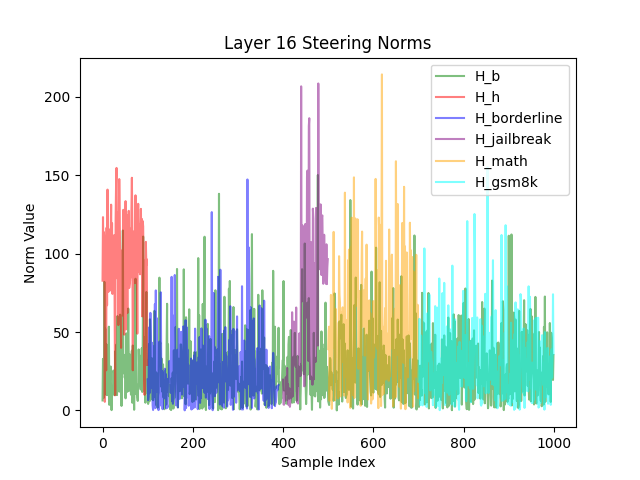 Layer 16 Steering Norms
H_b
H_h
H_borderline
H_jailbreak
H_math
H_gsm8k
Norm Value
200
150
100
50
0
0
200
400
600
800
1000
Sample Index